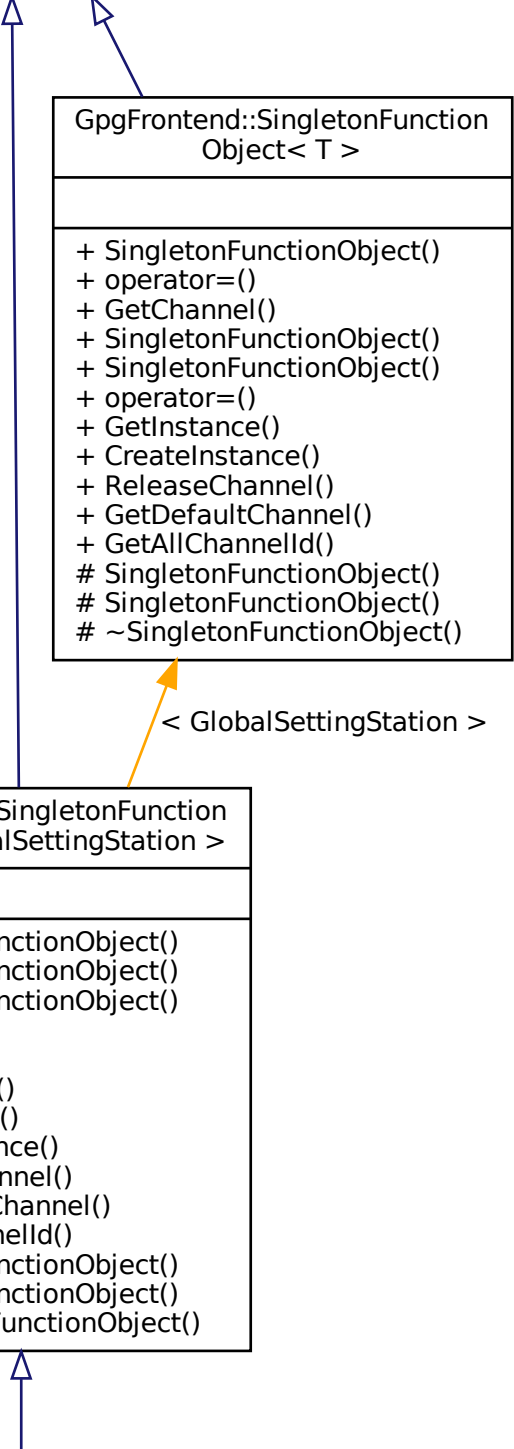 GpgFrontend::SingletonFunction
Object< T >
+ SingletonFunctionObject()
+ operator=()
+ GetChannel()
+ SingletonFunctionObject()
+ SingletonFunctionObject()
+ operator=()
+ GetInstance()
+ CreateInstance()
+ ReleaseChannel()
+ GetDefaultChannel()
+ GetAllChannelId()
# SingletonFunctionObject()
# SingletonFunctionObject()
# ~SingletonFunctionObject()
< GlobalSettingStation >
SingletonFunction
alSettingStation >
nctionObject()
nctionObject()
nctionObject()
()
()
nce()
nnel()
Channel()
nelId()
nctionObject()
nctionObject()
FunctionObject()